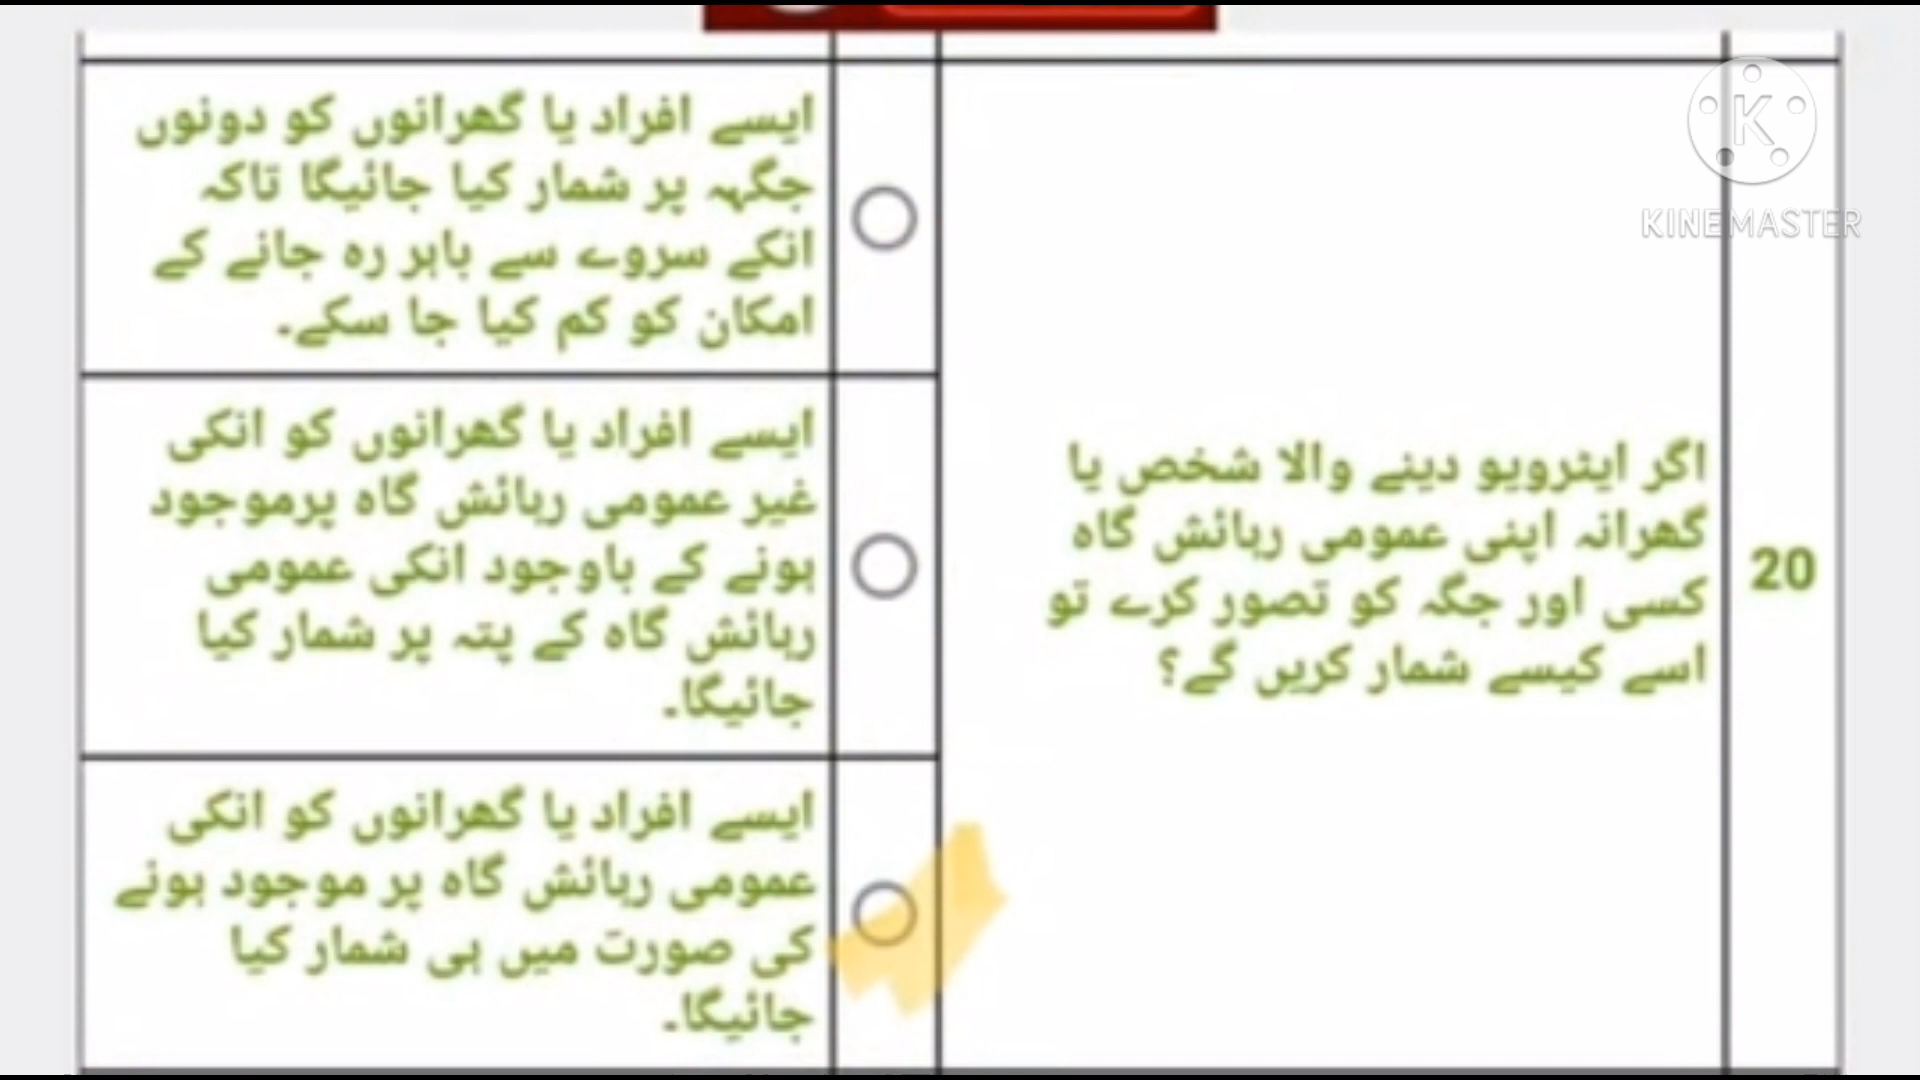 20
اگر ایٹرویو دینے والا شخص یا
گھرانہ اپنی عمومی رہائش گاہ
کسی اور جگہ کو تصور کرے تو
اسے کیسے شمار کریں گے؟
ایسے افراد یا گھرانوں کو دونوں
جگہہ پر شمار کیا جائیگا تاکہ
انکے سروے سے باہر رہ جانے کے
امکان کو کم کیا جا سکے۔
ایسے افراد یا گھرانوں کو انکی
غیر عمومی رہائش گاہ پرموجود
ہونے کے باوجود انکی عمومی
رہائش گاہ کے پتہ پر شمار کیا
جائیگا۔
ایسے افراد یا گھرانوں کو انکی
عمومی رہائش گاہ پر موجود ہونے
کی صورت میں ہی شمار کیا
جائیگا۔
K
KINEMASTER